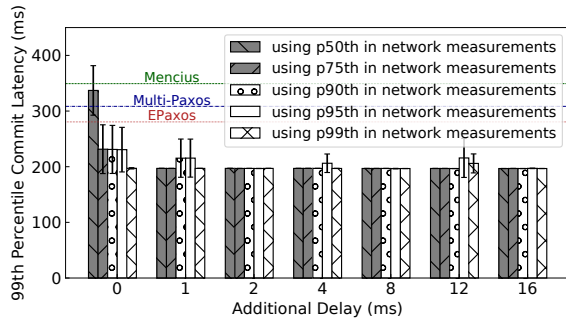 99th Percentile Commit Latency (ms)
400
300
200
100
0
Mencius
Multi-Paxos
EPaxos
using p50th in network measurements
using p75th in network measurements
using p90th in network measurements
using p95th in network measurements
using p99th in network measurements
0 1 2 4 8 12 16
Additional Delay (ms)